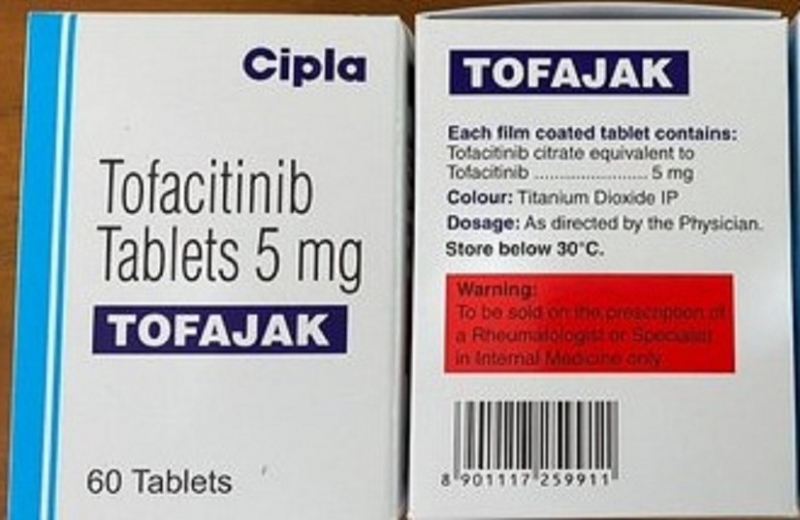 Cipla
Tofacitinib
Tablets 5 mg
TOFAJAK
60 Tablets
TOFAJAK
Each film coated tablet contains:
Tofacitinib citrate equivalent to
Tofacitinib ...................... 5 mg
Colour: Titanium Dioxide IP
Dosage: As directed by the Physician.
Store below 30°C.
Warning:
To be sold on the prescription of
a Rheumatologist or Specialist
in Internal Medicine only
8 901117 259911